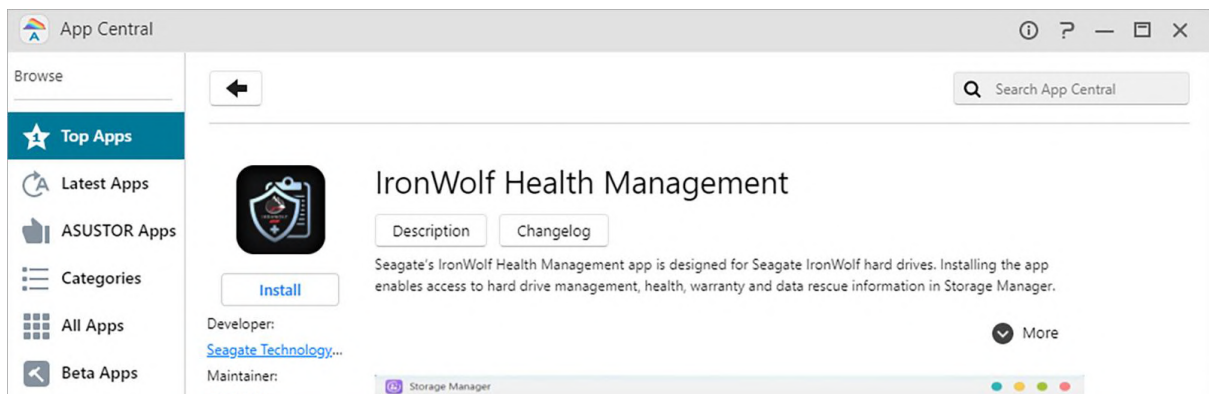 App Central
Browse
Search App Central
Top Apps
Latest Apps
ASUSTOR Apps
Categories
All Apps
Beta Apps
IronWolf Health Management
Description
Changelog
Seagate's IronWolf Health Management app is designed for Seagate IronWolf hard drives. Installing the app
enables access to hard drive management, health, warranty and data rescue information in Storage Manager.
Install
More
Developer:
Seagate Technology...
Maintainer:
Storage Manager